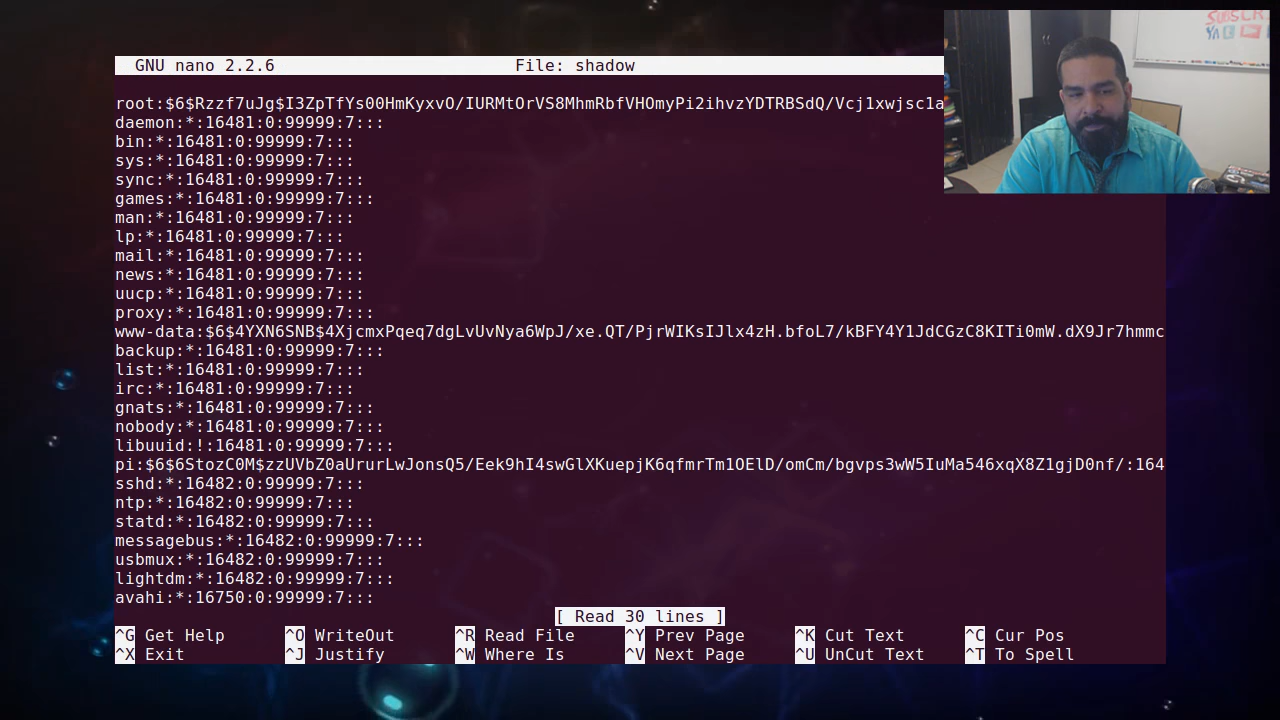 GNU nano 2.2.6 File: shadow
root:$6$Rzzf7uJg$I3ZpTfYs00HmKyxvO/IURMtOrVS8MhmRbfVHOmyPi2ihvzYDTRBSdQ/Vcj1xwjsc1a
daemon:*:16481:0:99999:7:::
bin:*:16481:0:99999:7:::
sys:*:16481:0:99999:7:::
sync:*:16481:0:99999:7:::
games:*:16481:0:99999:7:::
man:*:16481:0:99999:7:::
lp:*:16481:0:99999:7:::
mail:*:16481:0:99999:7:::
news:*:16481:0:99999:7:::
uucp:*:16481:0:99999:7:::
proxy:*:16481:0:99999:7:::
www-data:$6$4YXN6SNB$4XjcmxPqeq7dgLvUvNya6WpJ/xe.QT/PjrWIKsIJlx4zH.bfoL7/kBFY4Y1JdCGzC8KITi0mW.dX9Jr7hmmc
backup:*:16481:0:99999:7:::
list:*:16481:0:99999:7:::
irc:*:16481:0:99999:7:::
gnats:*:16481:0:99999:7:::
nobody:*:16481:0:99999:7:::
libuuid:!:16481:0:99999:7:::
pi:$6$6StozC0M$zzUVbZ0aUrurLwJonsQ5/Eek9hI4swGlXKuepjK6qfmrTm1OElD/omCm/bgvps3wW5IuMa546xqX8Z1gjD0nf/:164
sshd:*:16482:0:99999:7:::
ntp:*:16482:0:99999:7:::
statd:*:16482:0:99999:7:::
messagebus:*:16482:0:99999:7:::
usbmux:*:16482:0:99999:7:::
lightdm:*:16482:0:99999:7:::
avahi:*:16750:0:99999:7:::
[ Read 30 lines ]
^G Get Help ^O WriteOut ^R Read File ^Y Prev Page ^K Cut Text ^C Cur Pos
^X Exit ^J Justify ^W Where Is ^V Next Page ^U UnCut Text ^T To Spell